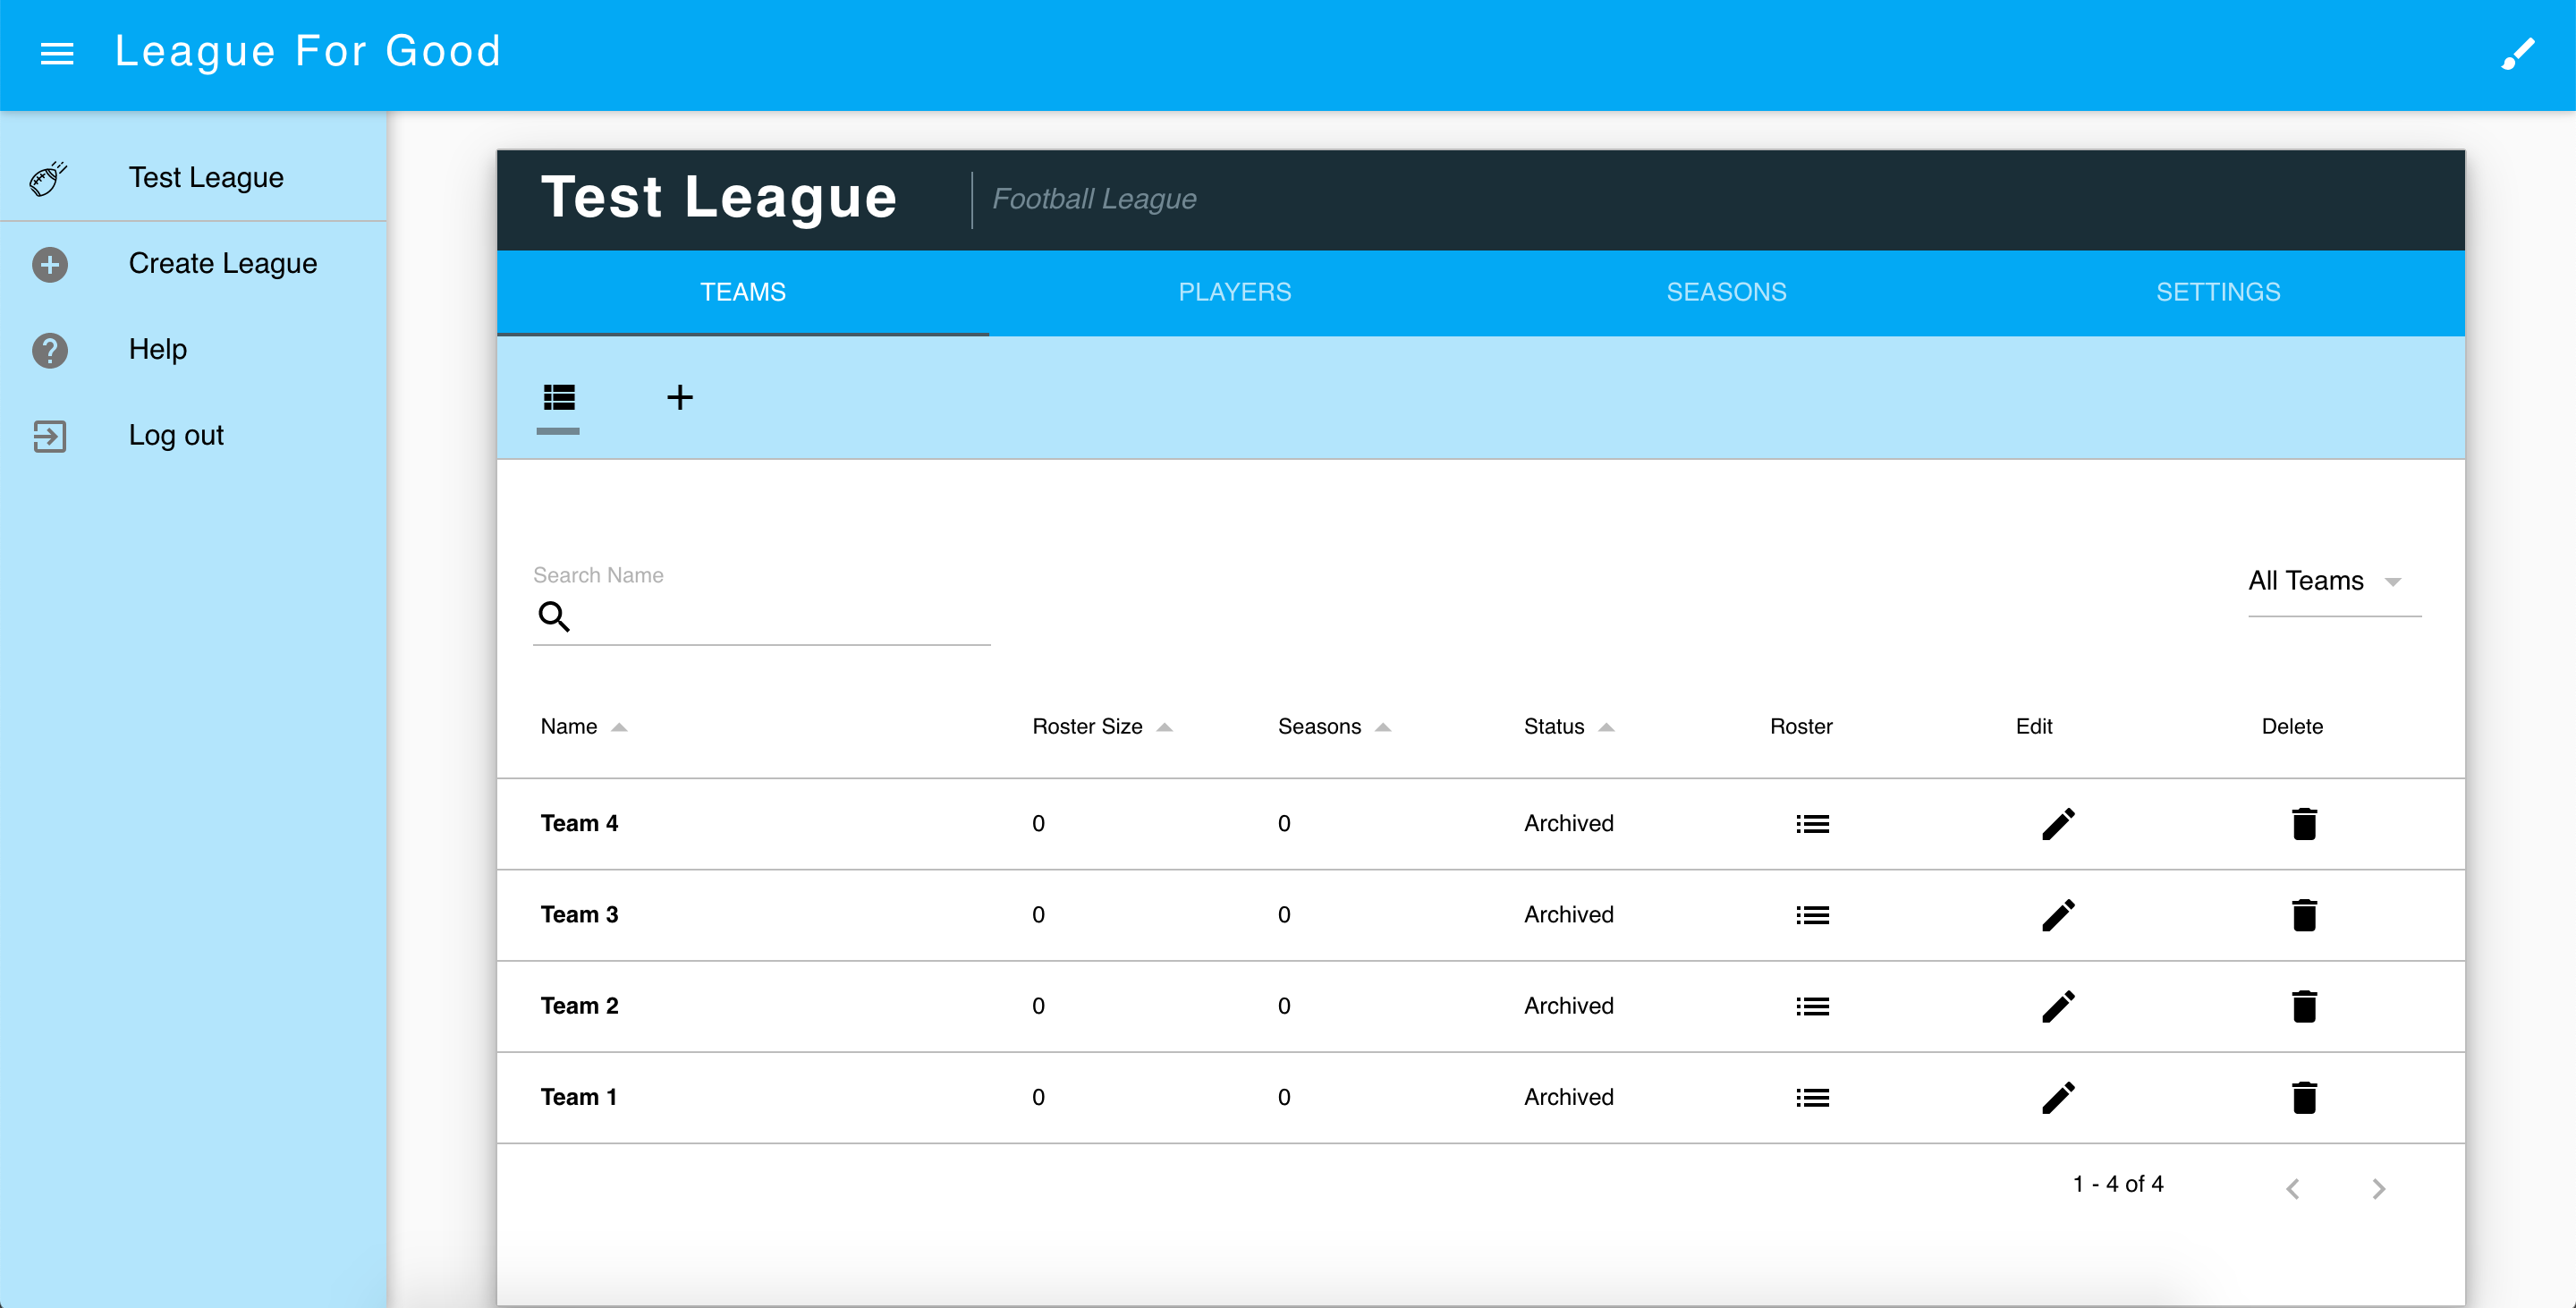 League For Good
Test League
Create League
Help
Log out
Test League
Football League
TEAMS PLAYERS SEASONS SETTINGS
Search Name
All Teams
Name Roster Size Seasons Status Roster Edit Delete
Team 4 0 0 Archived
Team 3 0 0 Archived
Team 2 0 0 Archived
Team 1 0 0 Archived
1 - 4 of 4